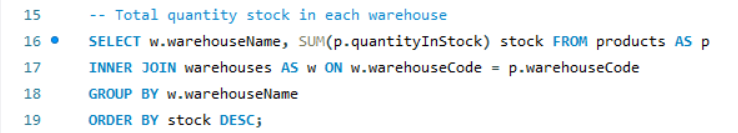 15 -- Total quantity stock in each warehouse
16 SELECT w.warehouseName, SUM(p.quantityInStock) stock FROM products AS p
17 INNER JOIN warehouses AS w ON w.warehouseCode = p.warehouseCode
18 GROUP BY w.warehouseName
19 ORDER BY stock DESC;